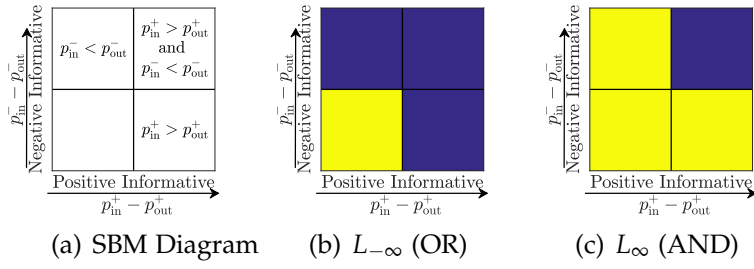 p_in^- − p_out^-
Negative Informative
p_in^- < p_out^-
p_in^+ > p_out^+
and
p_in^- < p_out^-
p_in^+ > p_out^+
Positive Informative
p_in^+ − p_out^+
(a) SBM Diagram
p_in^- − p_out^-
Negative Informative
Positive Informative
p_in^+ − p_out^+
(b) L_{−∞} (OR)
p_in^- − p_out^-
Negative Informative
Positive Informative
p_in^+ − p_out^+
(c) L_∞ (AND)